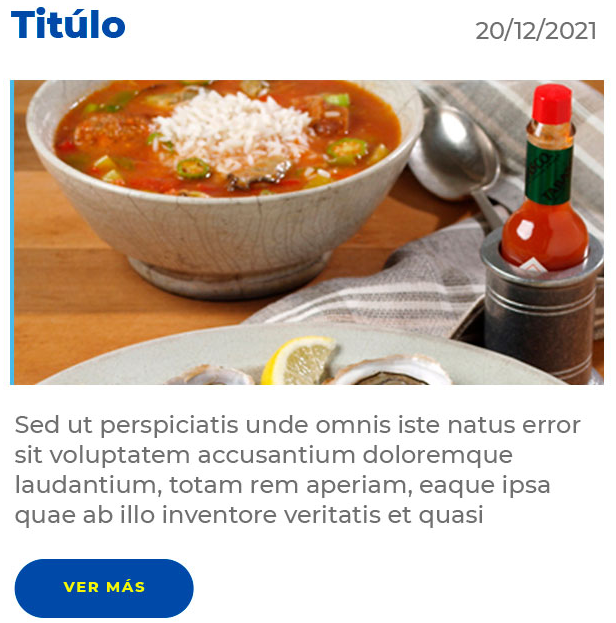 Titúlo
20/12/2021
Sed ut perspiciatis unde omnis iste natus error
sit voluptatem accusantium doloremque
laudantium, totam rem aperiam, eaque ipsa
quae ab illo inventore veritatis et quasi
VER MÁS